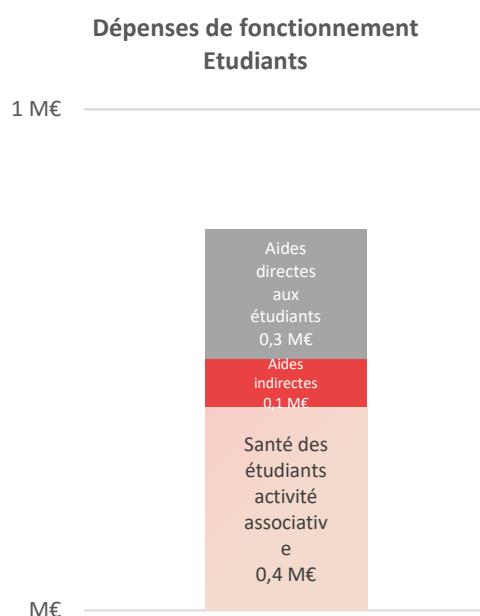 Dépenses de fonctionnement
Etudiants
1 M€
Aides
directes
aux
étudiants
0,3 M€
Aides
indirectes
0,1 M€
Santé des
étudiants
activité
associativ
e
0,4 M€
M€